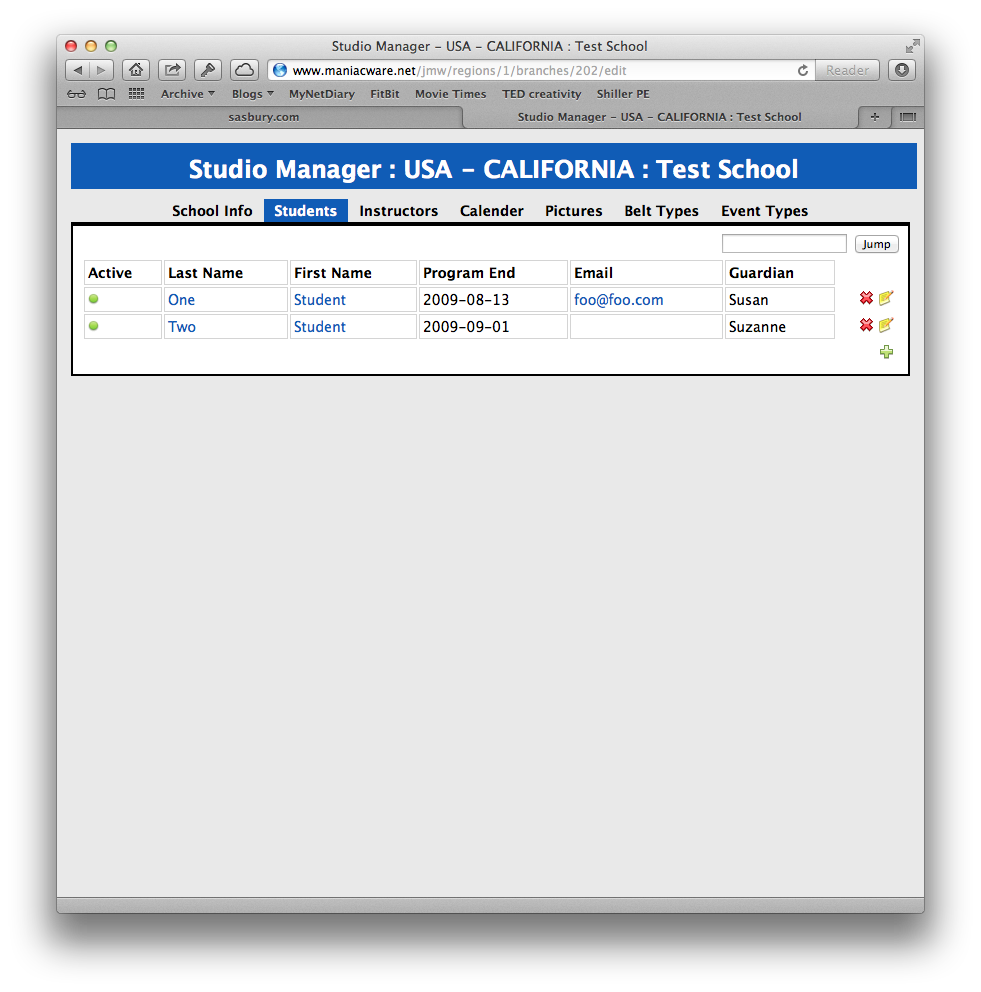 Studio Manager – USA – CALIFORNIA : Test School
www.maniacware.net/jmw/regions/1/branches/202/edit Reader
Archive Blogs MyNetDiary FitBit Movie Times TED creativity Shiller PE
sasbury.com Studio Manager – USA – CALIFORNIA : Test School +
Studio Manager : USA – CALIFORNIA : Test School
School Info Students Instructors Calender Pictures Belt Types Event Types
Jump
Active Last Name First Name Program End Email Guardian
One Student 2009-08-13 foo@foo.com Susan
Two Student 2009-09-01 Suzanne